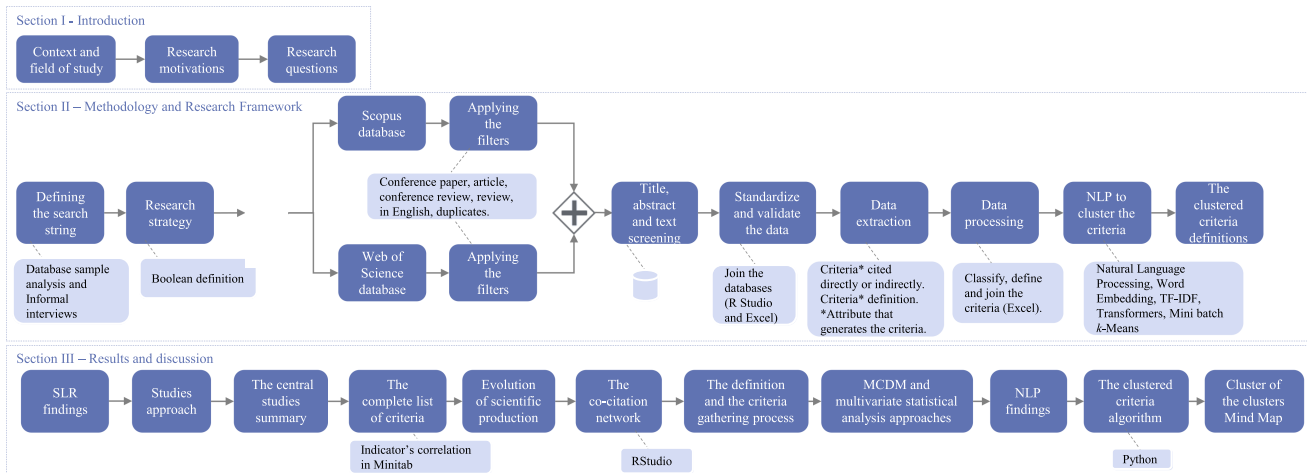 Section I - Introduction
Context and
field of study
Research
motivations
Research
questions
Section II – Methodology and Research Framework
Scopus
database
Applying
the
filters
Conference paper, article,
conference review, review,
in English, duplicates.
Defining
the search
string
Research
strategy
Database sample
analysis and
Informal
interviews
Boolean definition
Web of
Science
database
Applying
the
filters
Title,
abstract
and text
screening
Standardize
and validate
the data
Join the
databases
(R Studio
and Excel)
Data
extraction
Criteria* cited
directly or indirectly.
Criteria* definition.
*Attribute that
generates the criteria.
Data
processing
Classify, define
and join the
criteria (Excel).
NLP to
cluster the
criteria
Natural Language
Processing, Word
Embedding, TF-IDF,
Transformers, Mini batch
k-Means
The
clustered
criteria
definitions
Section III – Results and discussion
SLR
findings
Studies
approach
The central
studies
summary
The
complete
list of criteria
Indicator's correlation
in Minitab
Evolution
of scientific
production
The
co-citation
network
RStudio
The definition
and the criteria
gathering process
MCDM and
multivariate statistical
analysis approaches
NLP
findings
The clustered
criteria
algorithm
Python
Cluster of
the clusters
Mind Map